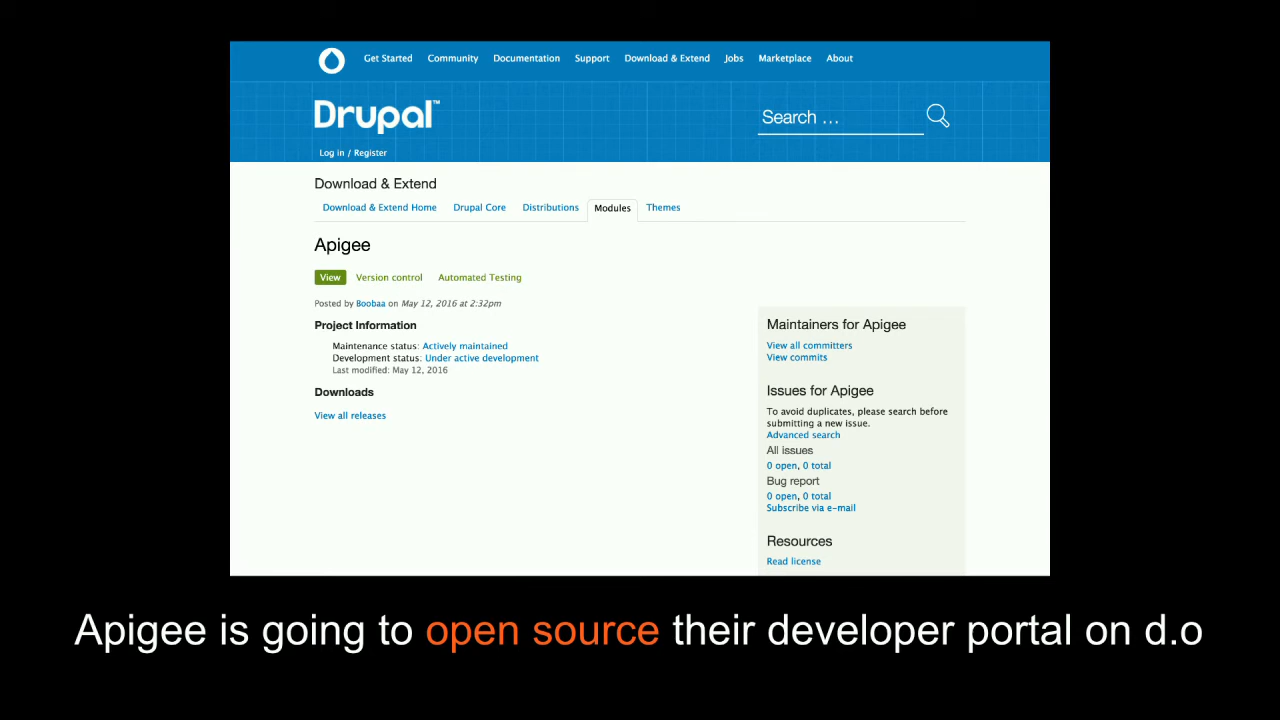 Get Started Community Documentation Support Download & Extend Jobs Marketplace About
Drupal™
Search ...
Log in / Register
Download & Extend
Download & Extend Home Drupal Core Distributions Modules Themes
Apigee
View Version control Automated Testing
Posted by Boobaa on May 12, 2016 at 2:32pm
Project Information
Maintenance status: Actively maintained
Development status: Under active development
Last modified: May 12, 2016
Downloads
View all releases
Maintainers for Apigee
View all committers
View commits
Issues for Apigee
To avoid duplicates, please search before
submitting a new issue.
Advanced search
All issues
0 open, 0 total
Bug report
0 open, 0 total
Subscribe via e-mail
Resources
Read license
Apigee is going to open source their developer portal on d.o